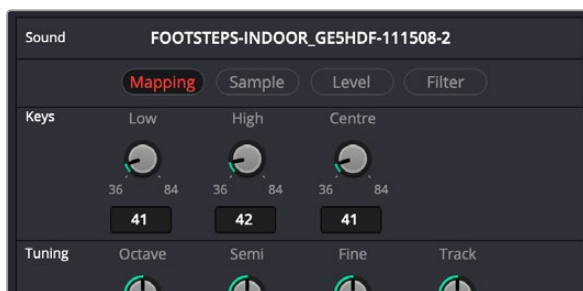 Sound FOOTSTEPS-INDOOR_GE5HDF-111508-2
Mapping Sample Level Filter
Keys Low High Centre
36 84 36 84 36 84
41 42 41
Tuning Octave Semi Fine Track